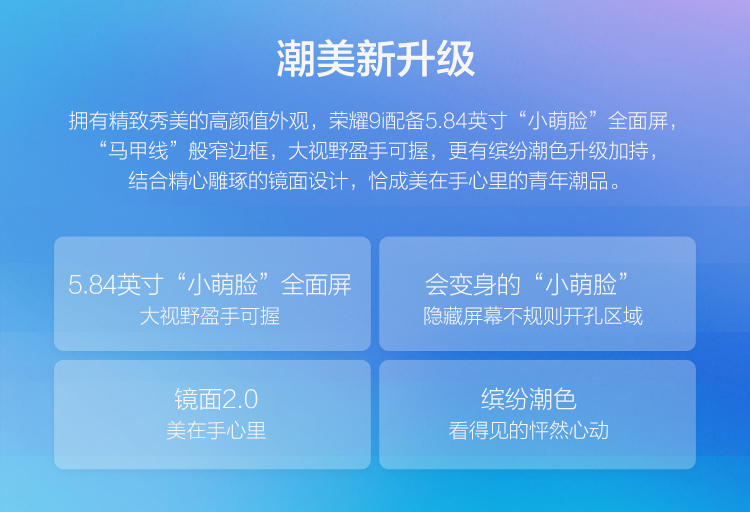 潮美新升级
拥有精致秀美的高颜值外观，荣耀9i配备5.84英寸“小萌脸”全面屏，
“马甲线”般窄边框，大视野盈手可握，更有缤纷潮色升级加持，
结合精心雕琢的镜面设计，恰成美在手心里的青年潮品。
5.84英寸“小萌脸”全面屏
大视野盈手可握
会变身的“小萌脸”
隐藏屏幕不规则开孔区域
镜面2.0
美在手心里
缤纷潮色
看得见的怦然心动